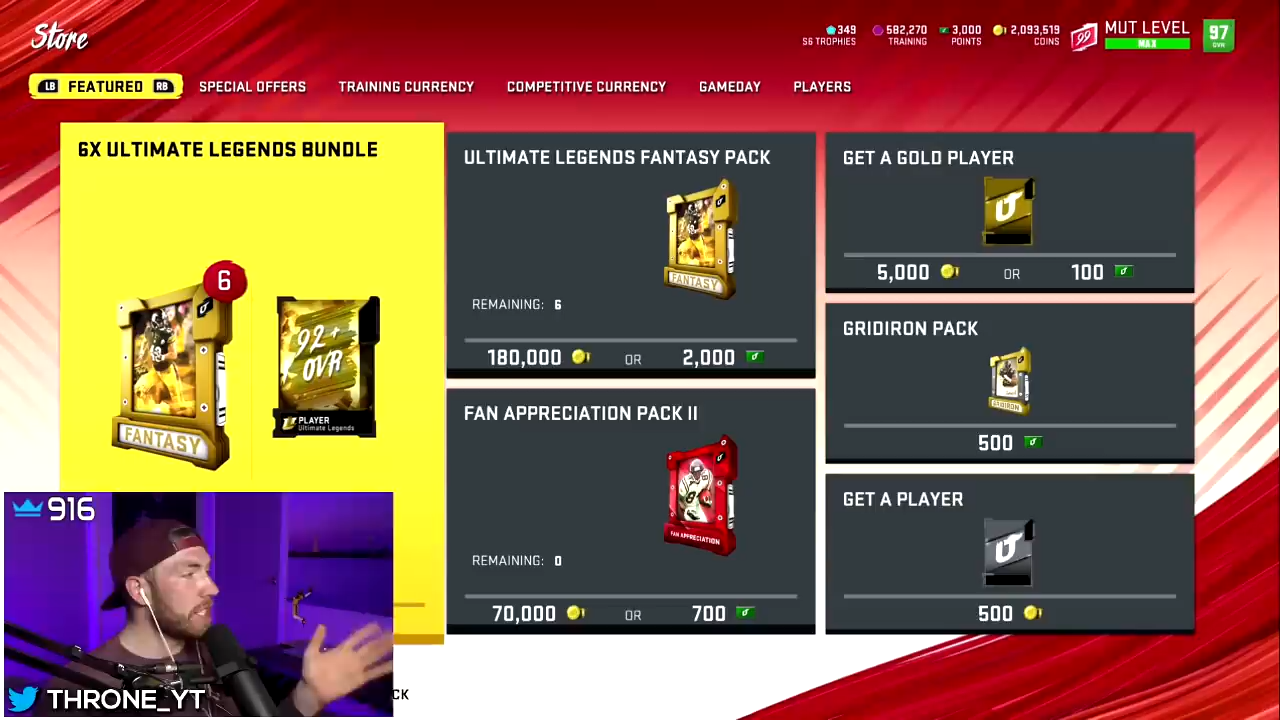 Store
349
S6 TROPHIES
582,270
TRAINING
3,000
POINTS
2,093,519
COINS
99
MUT LEVEL
MAX
97
OVR
LB FEATURED RB
SPECIAL OFFERS
TRAINING CURRENCY
COMPETITIVE CURRENCY
GAMEDAY
PLAYERS
6X ULTIMATE LEGENDS BUNDLE
6
FANTASY
92+
OVR
PLAYER
Ultimate Legends
ULTIMATE LEGENDS FANTASY PACK
FANTASY
REMAINING: 6
180,000 OR 2,000
FAN APPRECIATION PACK II
FAN APPRECIATION
REMAINING: 0
70,000 OR 700
GET A GOLD PLAYER
5,000 OR 100
GRIDIRON PACK
GRIDIRON
500
GET A PLAYER
500
916
THRONE_YT
CK